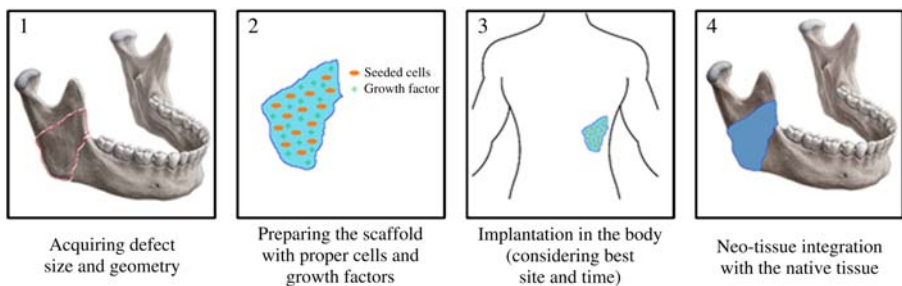 1
2
3
4
Seeded cells
Growth factor
Acquiring defect
size and geometry
Preparing the scaffold
with proper cells and
growth factors
Implantation in the body
(considering best
site and time)
Neo-tissue integration
with the native tissue